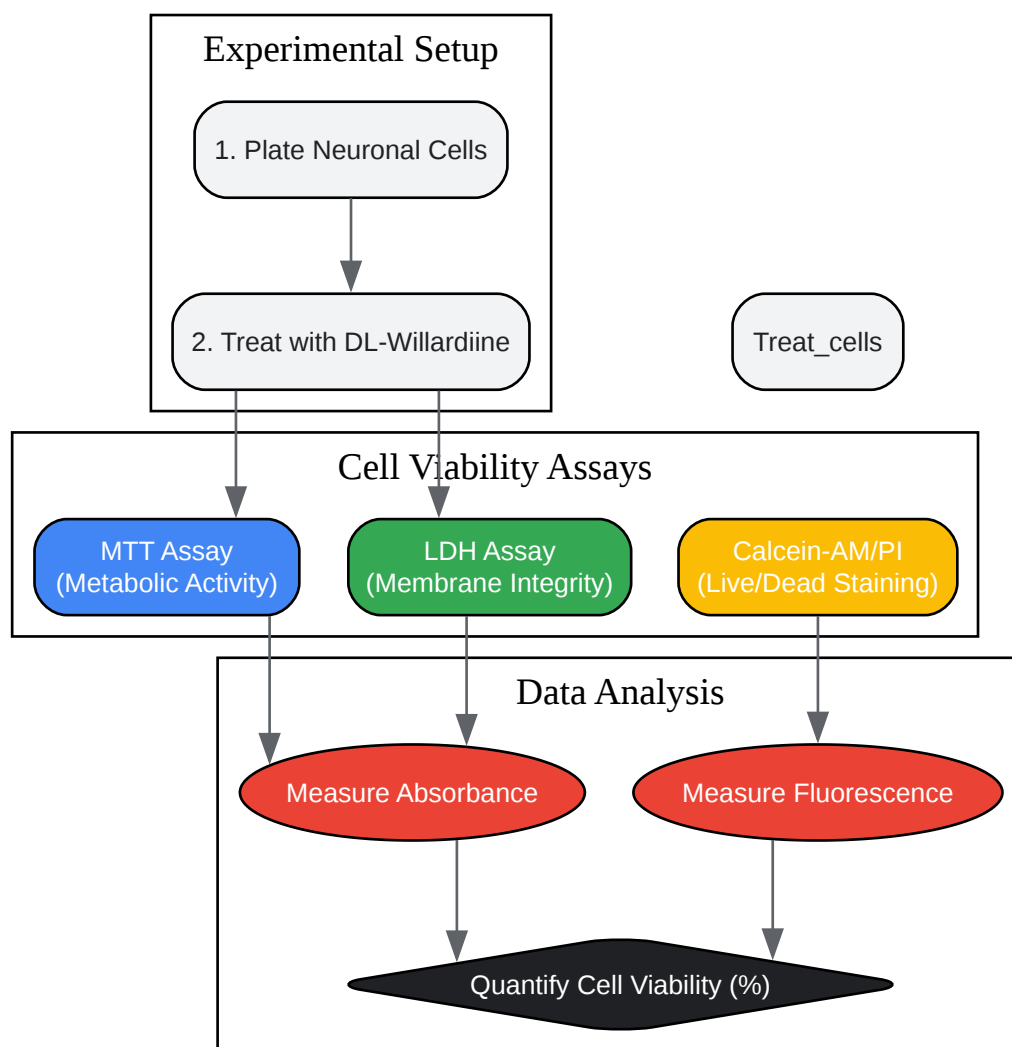 Experimental Setup
1. Plate Neuronal Cells
2. Treat with DL-Willardiine
Treat_cells
Cell Viability Assays
MTT Assay
(Metabolic Activity)
LDH Assay
(Membrane Integrity)
Calcein-AM/PI
(Live/Dead Staining)
Data Analysis
Measure Absorbance
Measure Fluorescence
Quantify Cell Viability (%)